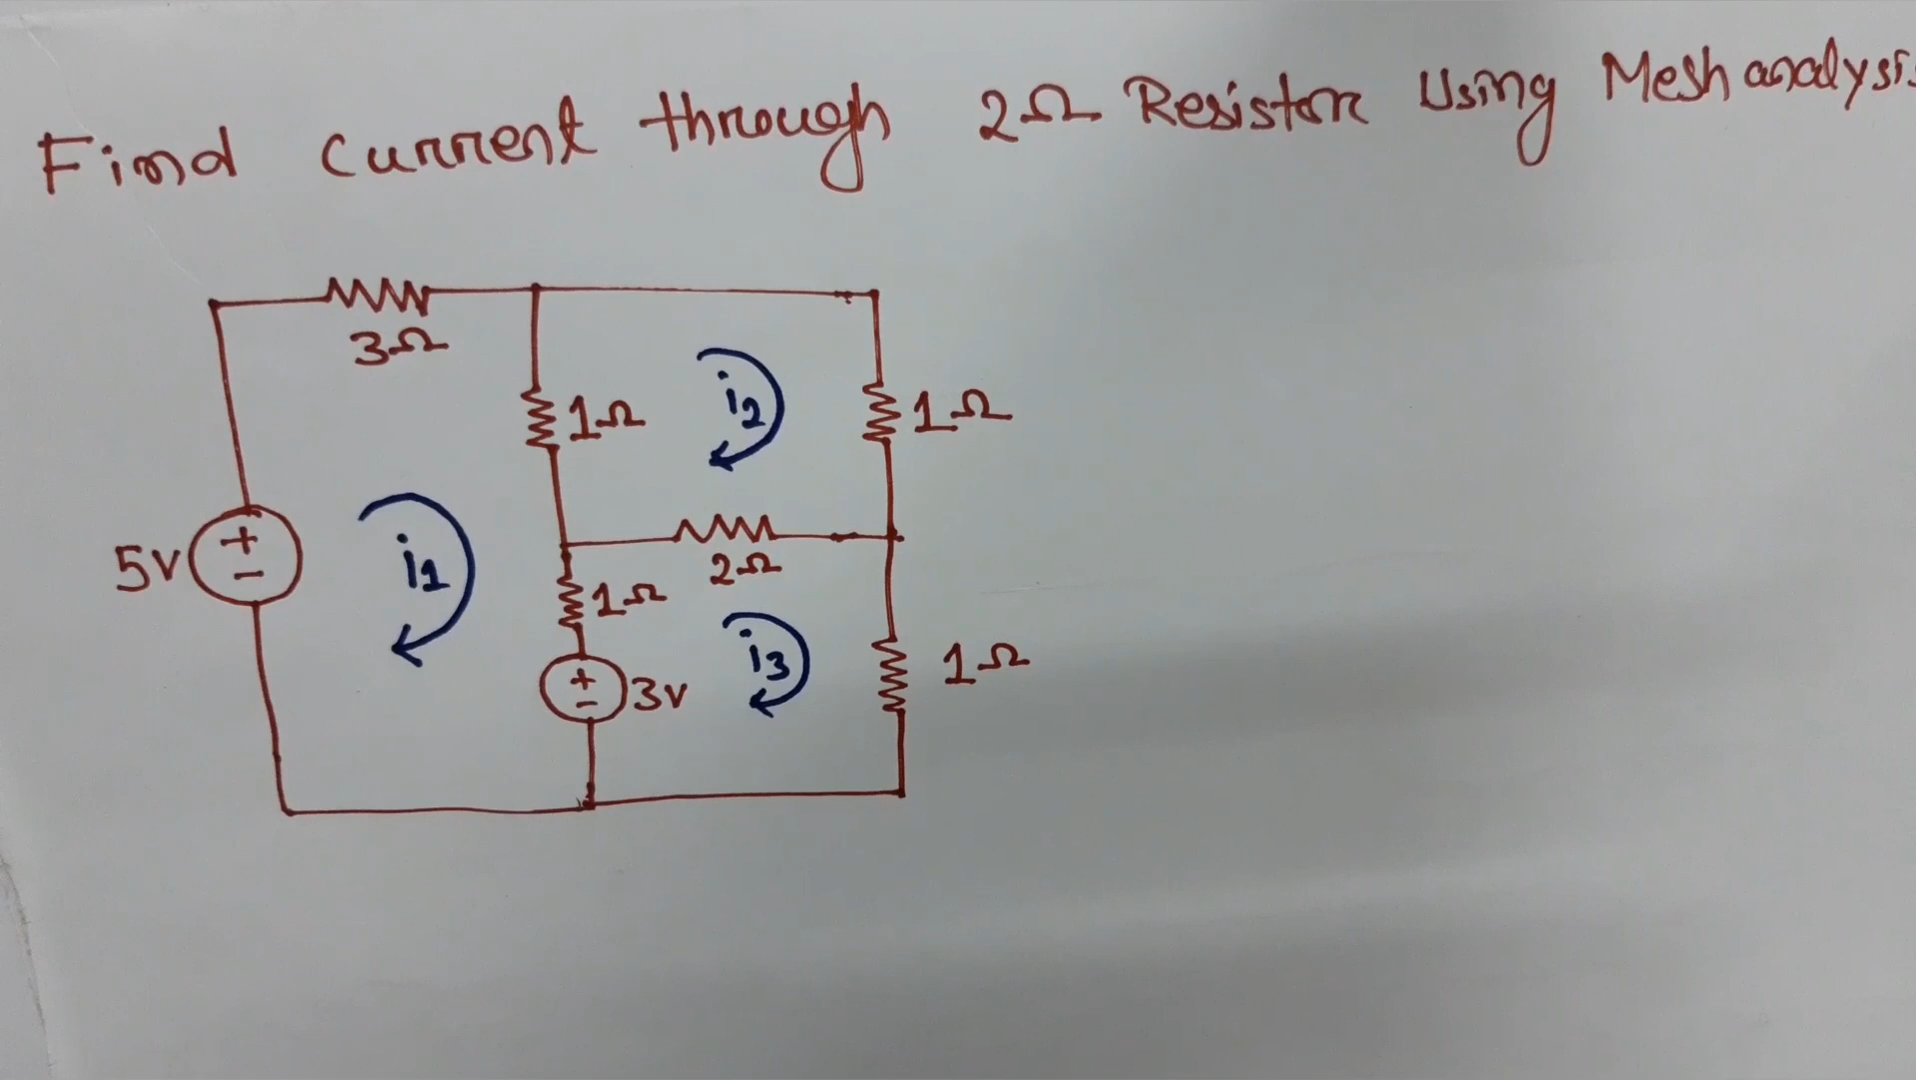 Find current through 2Ω Resistor Using Mesh analysis
3Ω
1Ω
i2
1Ω
5V
+
-
i1
2Ω
1Ω
i3
+
-
3V
1Ω